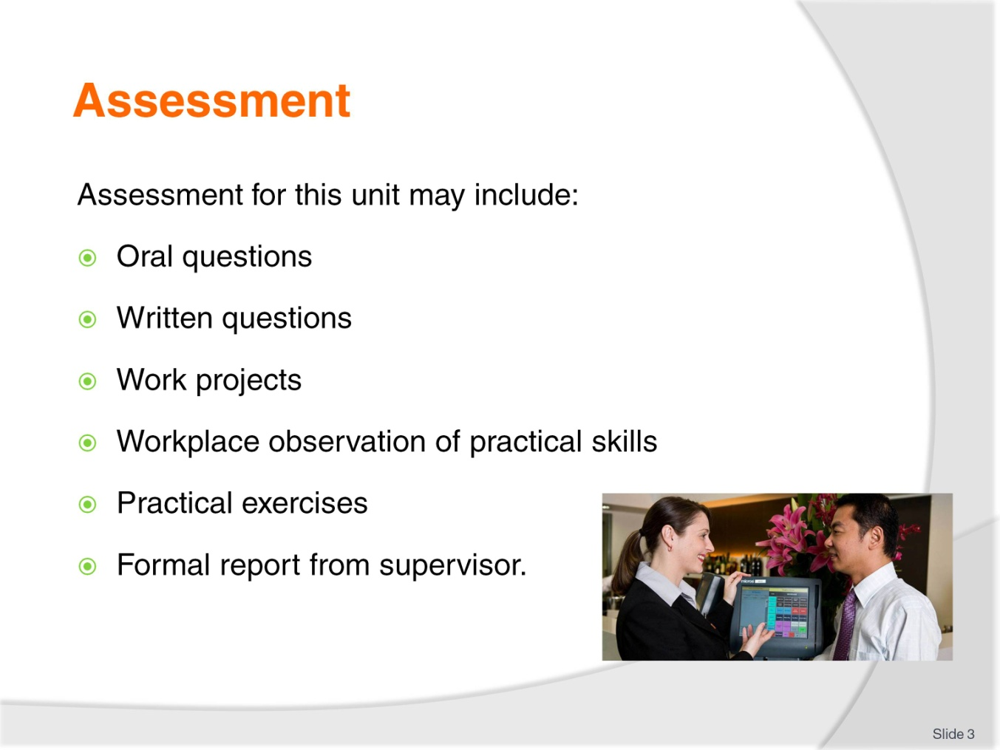 Assessment
Assessment for this unit may include:
Oral questions
Written questions
Work projects
Workplace observation of practical skills
Practical exercises
Formal report from supervisor.
micros
Slide 3